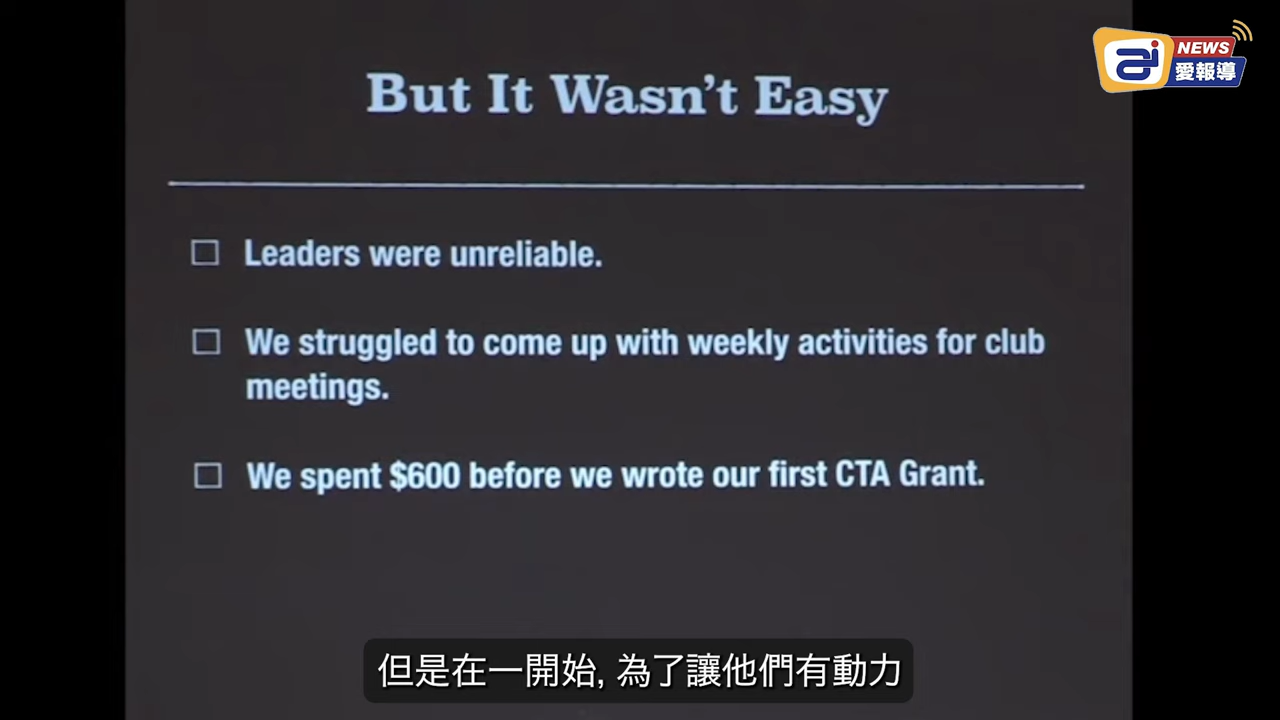 NEWS
愛報導
But It Wasn't Easy
Leaders were unreliable.
We struggled to come up with weekly activities for club
meetings.
We spent $600 before we wrote our first CTA Grant.
但是在一開始, 為了讓他們有動力